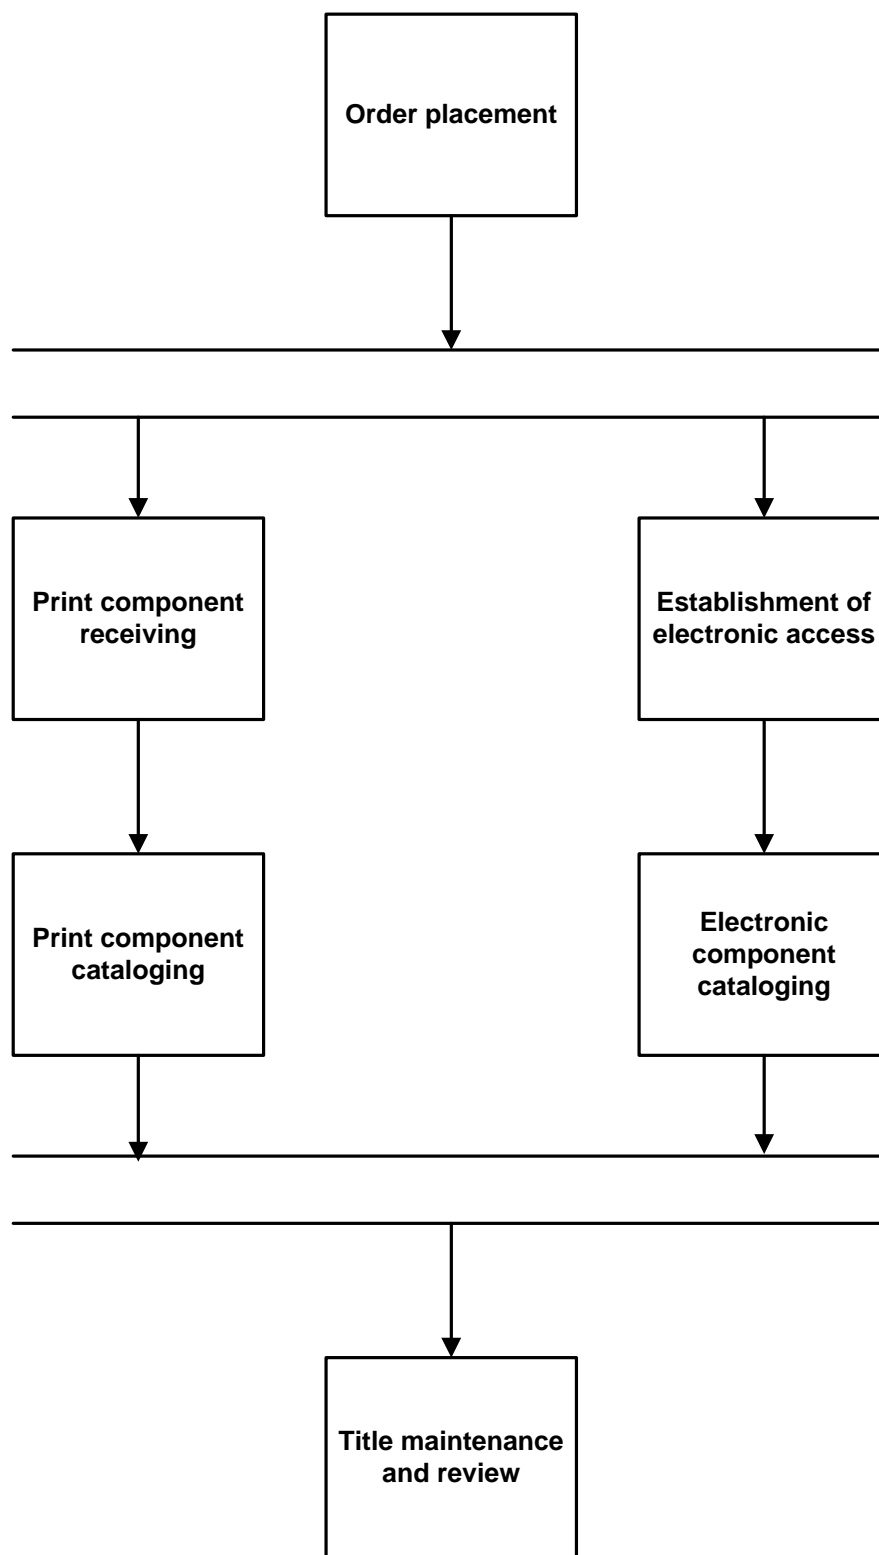 Order placement
Print component
receiving
Establishment of
electronic access
Print component
cataloging
Electronic
component
cataloging
Title maintenance
and review